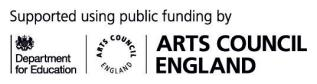 Supported using public funding by
Department
for Education
ARTS COUNCIL
ENGLAND
ARTS COUNCIL
ENGLAND